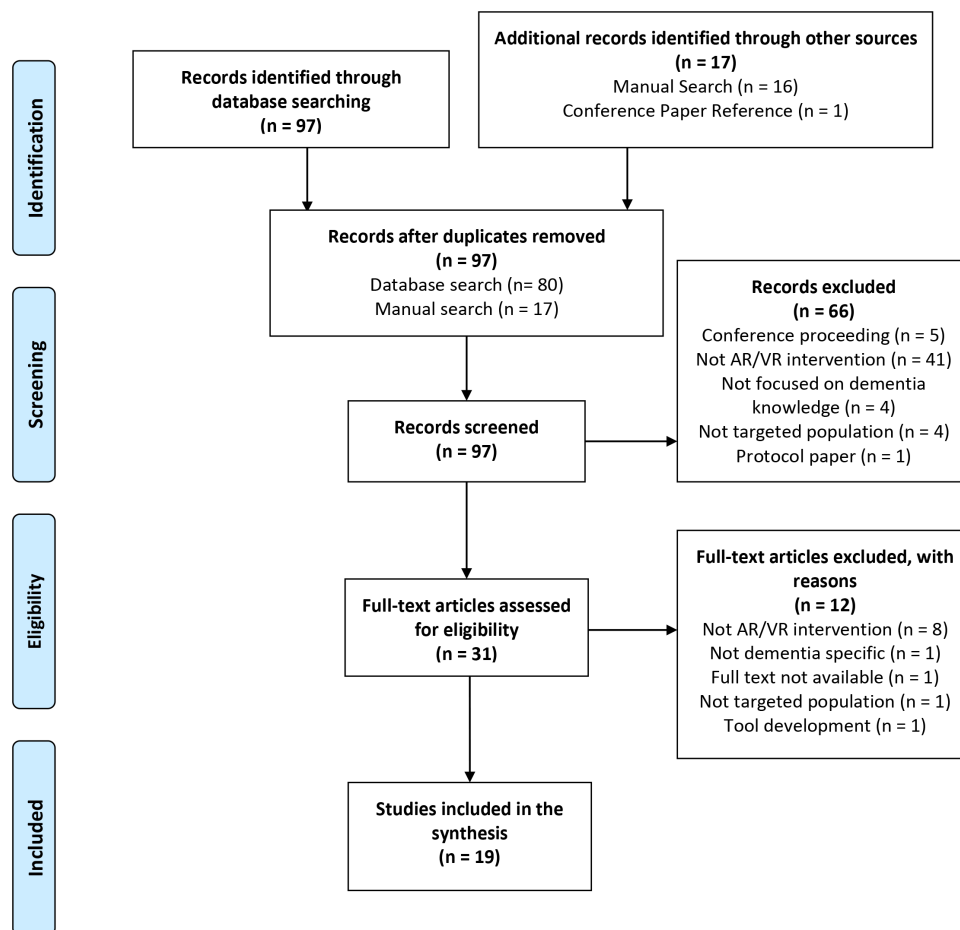 Identification
Records identified through
database searching
(n = 97)
Additional records identified through other sources
(n = 17)
Manual Search (n = 16)
Conference Paper Reference (n = 1)
Records after duplicates removed
(n = 97)
Database search (n= 80)
Manual search (n = 17)
Screening
Records screened
(n = 97)
Records excluded
(n = 66)
Conference proceeding (n = 5)
Not AR/VR intervention (n = 41)
Not focused on dementia
knowledge (n = 4)
Not targeted population (n = 4)
Protocol paper (n = 1)
Eligibility
Full-text articles assessed
for eligibility
(n = 31)
Full-text articles excluded, with
reasons
(n = 12)
Not AR/VR intervention (n = 8)
Not dementia specific (n = 1)
Full text not available (n = 1)
Not targeted population (n = 1)
Tool development (n = 1)
Included
Studies included in the
synthesis
(n = 19)